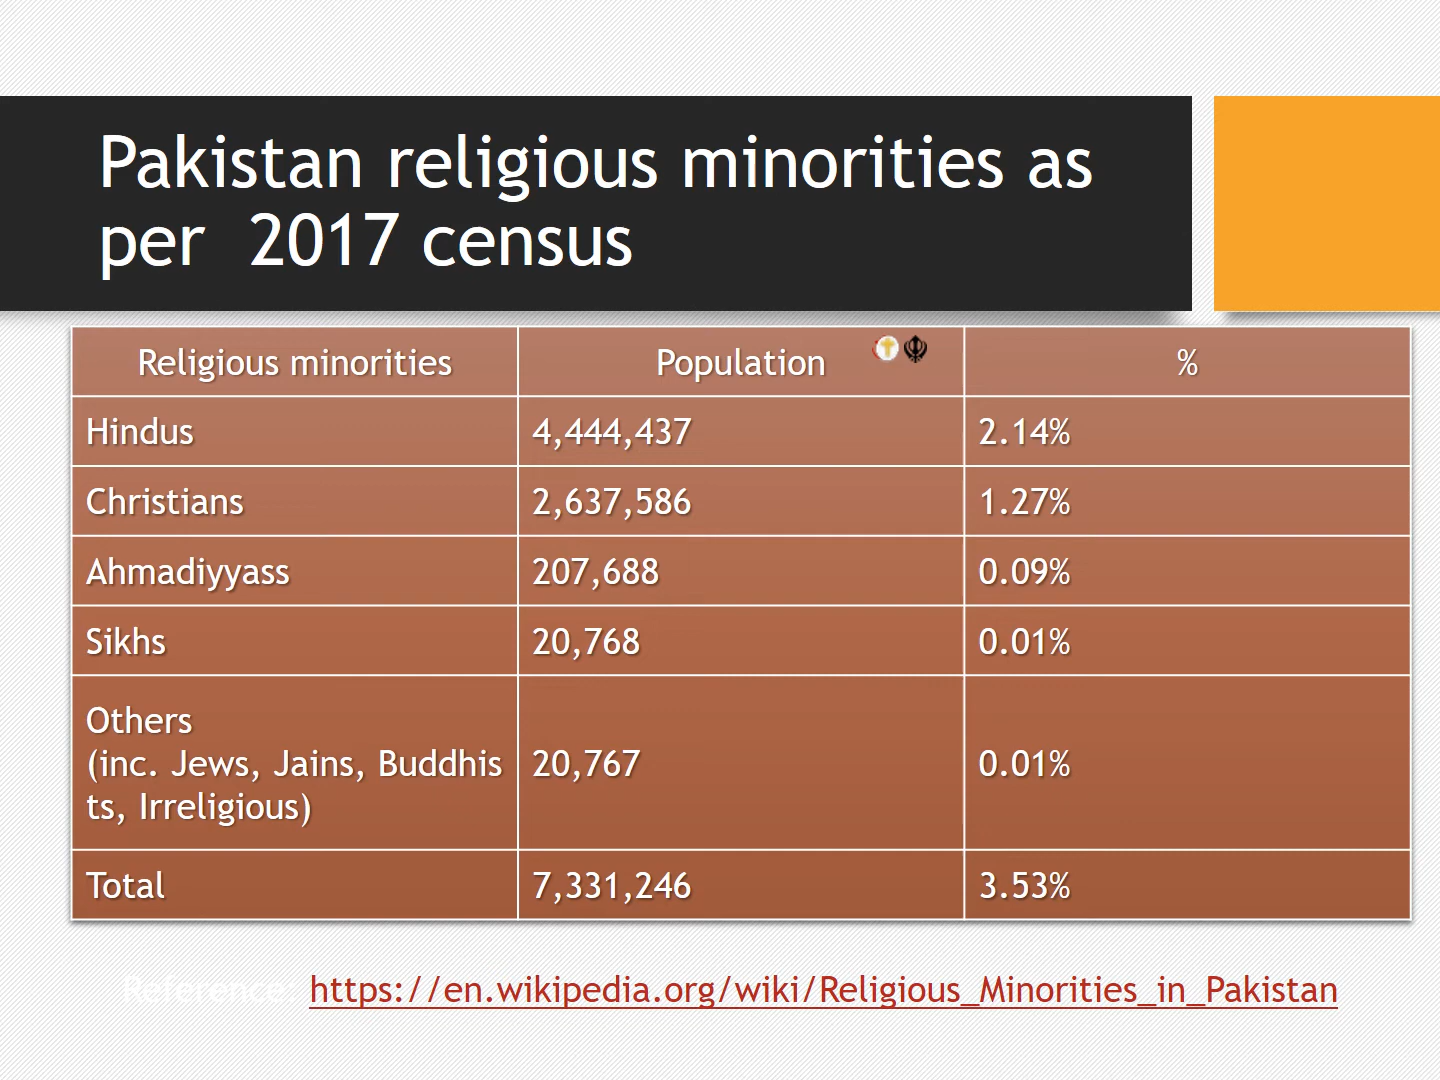 Pakistan religious minorities as
per  2017 census
Religious minorities Population %
Hindus 4,444,437 2.14%
Christians 2,637,586 1.27%
Ahmadiyyass 207,688 0.09%
Sikhs 20,768 0.01%
Others
(inc. Jews, Jains, Buddhis 20,767 0.01%
ts, Irreligious)
Total 7,331,246 3.53%
Reference: https://en.wikipedia.org/wiki/Religious_Minorities_in_Pakistan